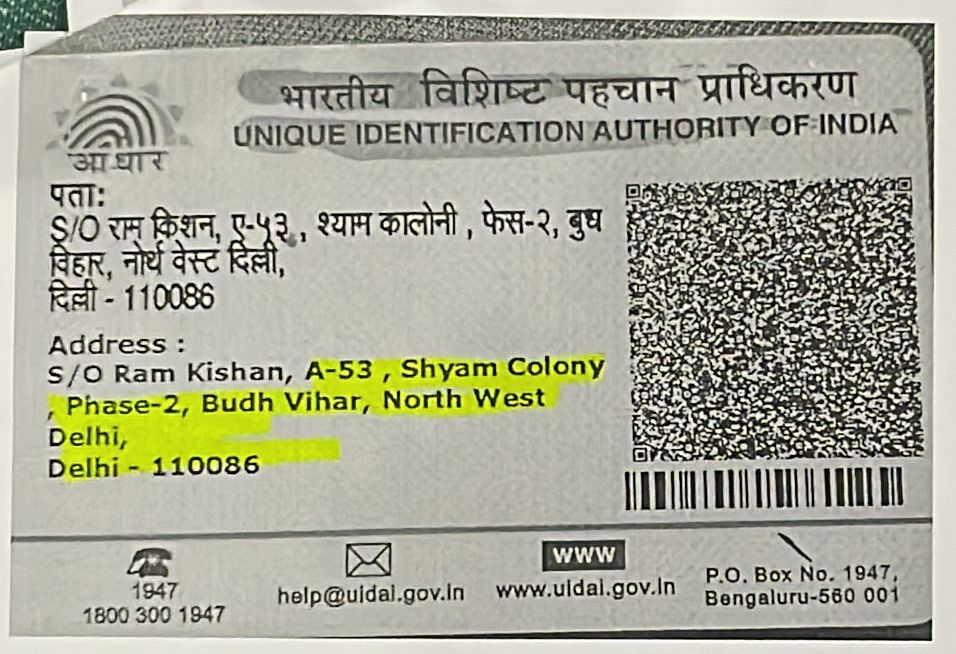 भारतीय विशिष्ट पहचान प्राधिकरण
UNIQUE IDENTIFICATION AUTHORITY OF INDIA
आधार
पता:
S/O राम किशन, ए-५३, , श्याम कालोनी , फेस-२, बुध
विहार, नोर्थ वेस्ट दिल्ली,
दिल्ली - 110086
Address :
S/O Ram Kishan, A-53 , Shyam Colony
, Phase-2, Budh Vihar, North West
Delhi,
Delhi - 110086
1947
1800 300 1947
help@uidai.gov.in
www
www.uidai.gov.in
P.O. Box No. 1947,
Bengaluru-560 001